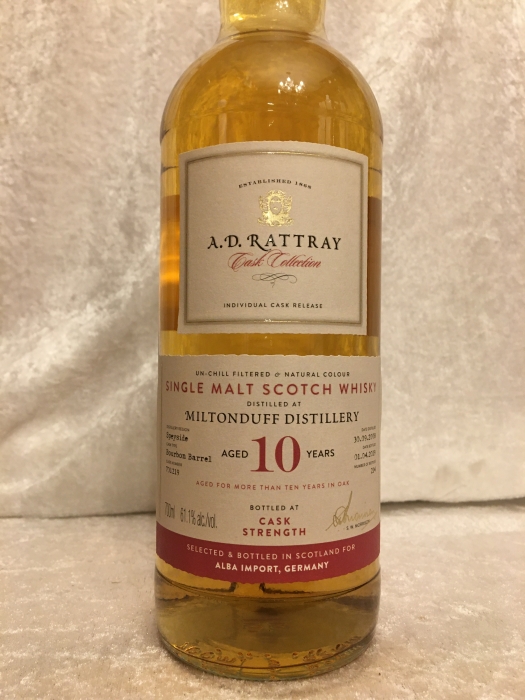 ESTABLISHED 1868
A.D. RATTRAY
Cask Collection
INDIVIDUAL CASK RELEASE
UN-CHILL FILTERED & NATURAL COLOUR
SINGLE MALT SCOTCH WHISKY
DISTILLED AT
MILTONDUFF DISTILLERY
Speyside
Bourbon Barrel
AGED 10 YEARS
AGED FOR MORE THAN TEN YEARS IN OAK
700ml 61.1% alc./vol.
BOTTLED AT
CASK
STRENGTH
SELECTED & BOTTLED IN SCOTLAND FOR
ALBA IMPORT, GERMANY